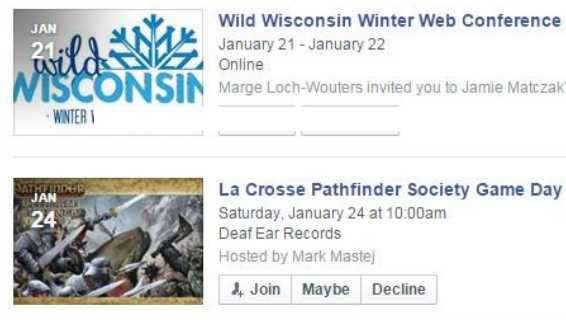 JAN
21
wild
WISCONSIN
· WINTER
Wild Wisconsin Winter Web Conference
January 21 - January 22
Online
Marge Loch-Wouters invited you to Jamie Matczak'
PATHFINDER
JAN
24
La Crosse Pathfinder Society Game Day
Saturday, January 24 at 10:00am
Deaf Ear Records
Hosted by Mark Mastej
Join Maybe Decline